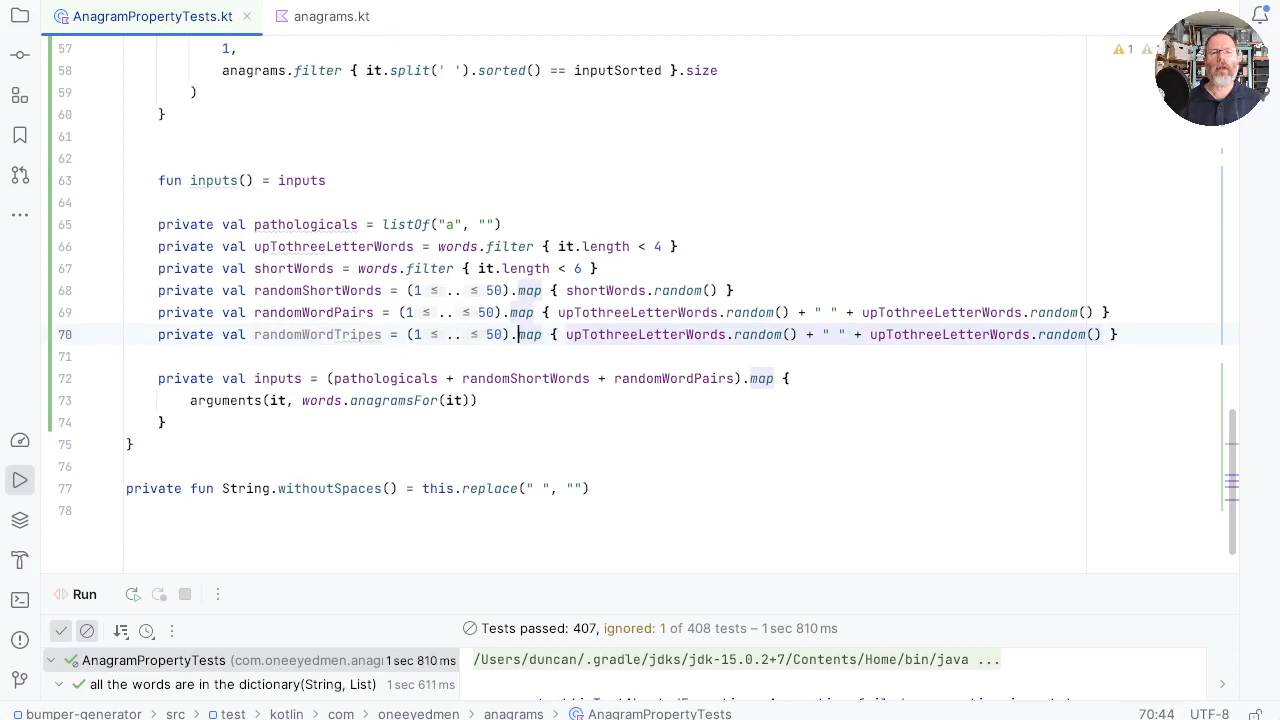 AnagramPropertyTests.kt
anagrams.kt
57 1,
58 anagrams.filter { it.split(' ').sorted() == inputSorted }.size
1
59 )
60 }
61
62
63 fun inputs() = inputs
64
65 private val pathologicals = listOf("a", "")
66 private val upTothreeLetterWords = words.filter { it.length < 4 }
67 private val shortWords = words.filter { it.length < 6 }
68 private val randomShortWords = (1 ≤ .. ≤ 50).map { shortWords.random() }
69 private val randomWordPairs = (1 ≤ .. ≤ 50).map { upTothreeLetterWords.random() + " " + upTothreeLetterWords.random() }
70 private val randomWordTripes = (1 ≤ .. ≤ 50).map { upTothreeLetterWords.random() + " " + upTothreeLetterWords.random() }
71
72 private val inputs = (pathologicals + randomShortWords + randomWordPairs).map {
73 arguments(it, words.anagramsFor(it))
74 }
75 }
76
77 private fun String.withoutSpaces() = this.replace(" ", "")
78
Run
Tests passed: 407, ignored: 1 of 408 tests – 1 sec 810 ms
AnagramPropertyTests (com.oneeyedmen.anagr 1 sec 810 ms
/Users/duncan/.gradle/jdks/jdk-15.0.2+7/Contents/Home/bin/java ...
all the words are in the dictionary(String, List) 1 sec 611 ms
bumper-generator > src > test > kotlin > com > oneeyedmen > anagrams > AnagramPropertyTests
70:44 UTF-8